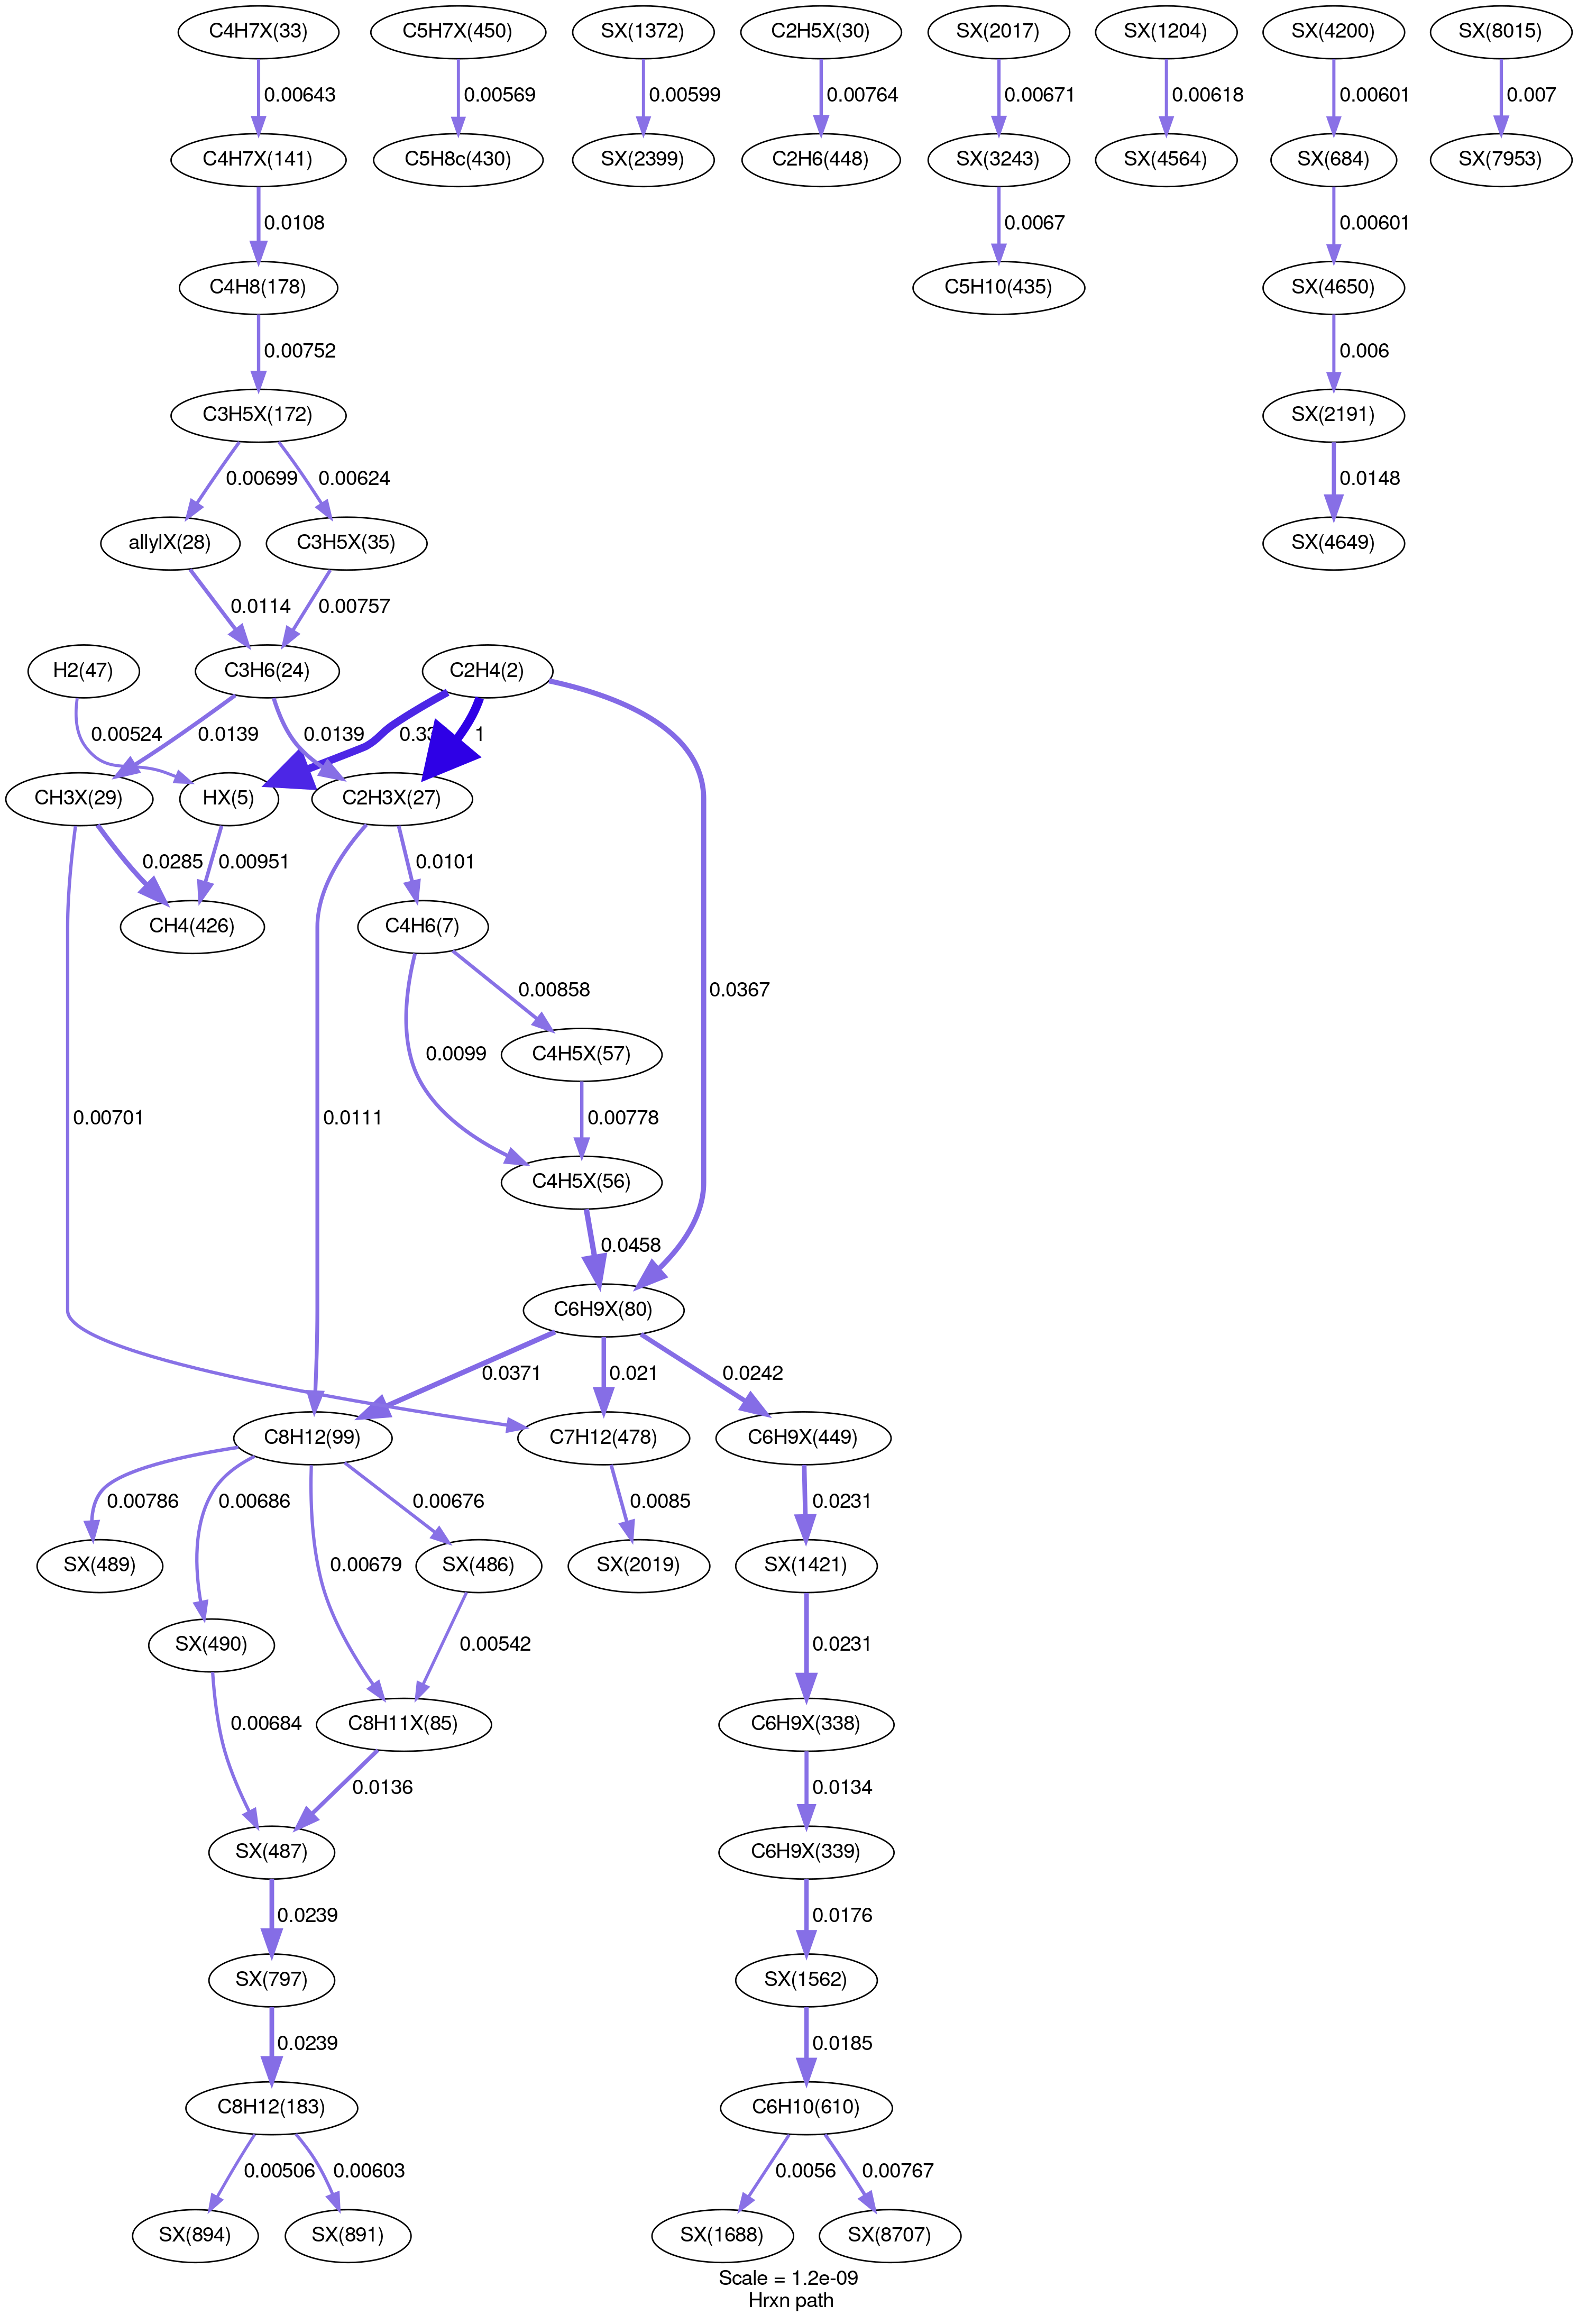 C4H7X(33)
C5H7X(450)
SX(1372)
C2H5X(30)
SX(2017)
SX(1204)
SX(4200)
SX(8015)
0.00643
0.00569
0.00599
0.00764
0.00671
0.00618
0.00601
0.007
C4H7X(141)
C5H8c(430)
SX(2399)
C2H6(448)
SX(3243)
SX(4564)
SX(684)
SX(7953)
0.0108
0.0067
0.00601
C4H8(178)
C5H10(435)
SX(4650)
0.00752
0.006
C3H5X(172)
SX(2191)
0.00699
0.00624
0.0148
allylX(28)
C3H5X(35)
SX(4649)
0.0114
0.00757
H2(47)
C3H6(24)
C2H4(2)
0.00524
0.0139
0.0139
1
CH3X(29)
HX(5)
C2H3X(27)
0.0285
0.00951
0.0101
CH4(426)
C4H6(7)
0.00858
0.0367
C4H5X(57)
0.0099
0.00701
0.0111
0.00778
C4H5X(56)
0.0458
C6H9X(80)
0.0371
0.021
0.0242
C8H12(99)
C7H12(478)
C6H9X(449)
0.00786
0.00686
0.00676
0.0085
0.0231
SX(489)
0.00679
SX(486)
SX(2019)
SX(1421)
SX(490)
0.00542
0.0231
0.00684
C8H11X(85)
C6H9X(338)
0.0136
0.0134
SX(487)
C6H9X(339)
0.0239
0.0176
SX(797)
SX(1562)
0.0239
0.0185
C8H12(183)
C6H10(610)
0.00506
0.00603
0.0056
0.00767
SX(894)
SX(891)
SX(1688)
SX(8707)
Scale = 1.2e-09
Hrxn path